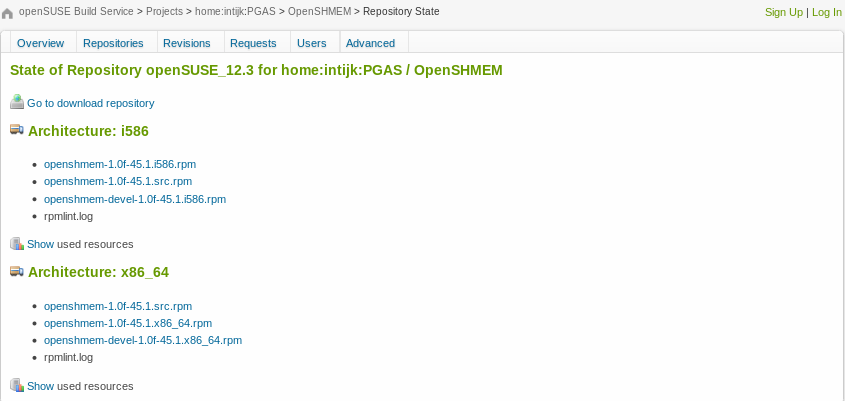 openSUSE Build Service > Projects > home:intijk:PGAS > OpenSHMEM > Repository State
Sign Up | Log In
Overview Repositories Revisions Requests Users Advanced
State of Repository openSUSE_12.3 for home:intijk:PGAS / OpenSHMEM
Go to download repository
Architecture: i586
openshmem-1.0f-45.1.i586.rpm
openshmem-1.0f-45.1.src.rpm
openshmem-devel-1.0f-45.1.i586.rpm
rpmlint.log
Show used resources
Architecture: x86_64
openshmem-1.0f-45.1.src.rpm
openshmem-1.0f-45.1.x86_64.rpm
openshmem-devel-1.0f-45.1.x86_64.rpm
rpmlint.log
Show used resources